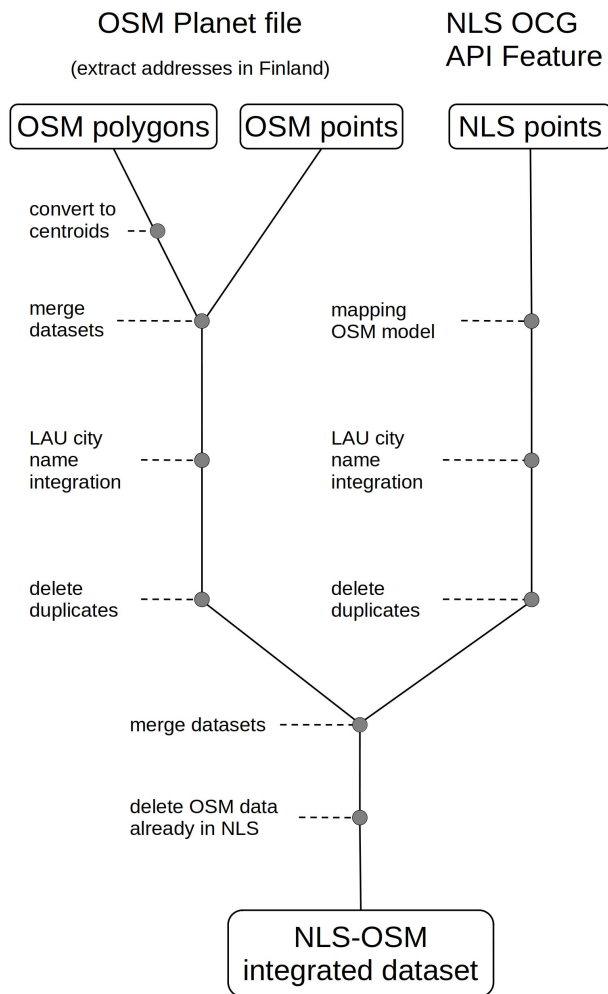 OSM Planet file
(extract addresses in Finland)
NLS OCG
API Feature
OSM polygons
OSM points
NLS points
convert to
centroids
merge
datasets
mapping
OSM model
LAU city
name
integration
LAU city
name
integration
delete
duplicates
delete
duplicates
merge datasets
delete OSM data
already in NLS
NLS-OSM
integrated dataset